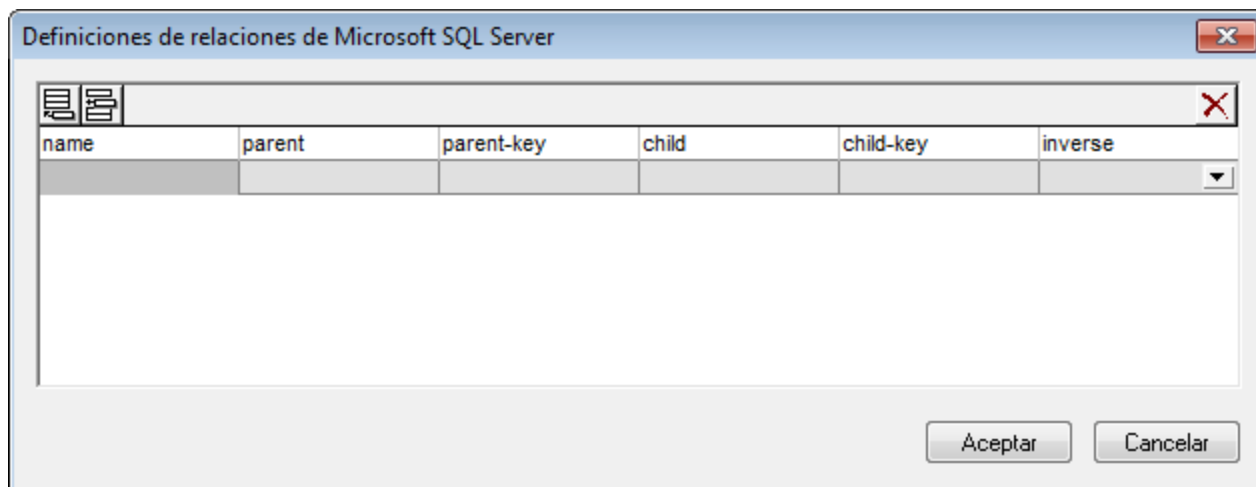 Definiciones de relaciones de Microsoft SQL Server
name parent parent-key child child-key inverse
Aceptar Cancelar